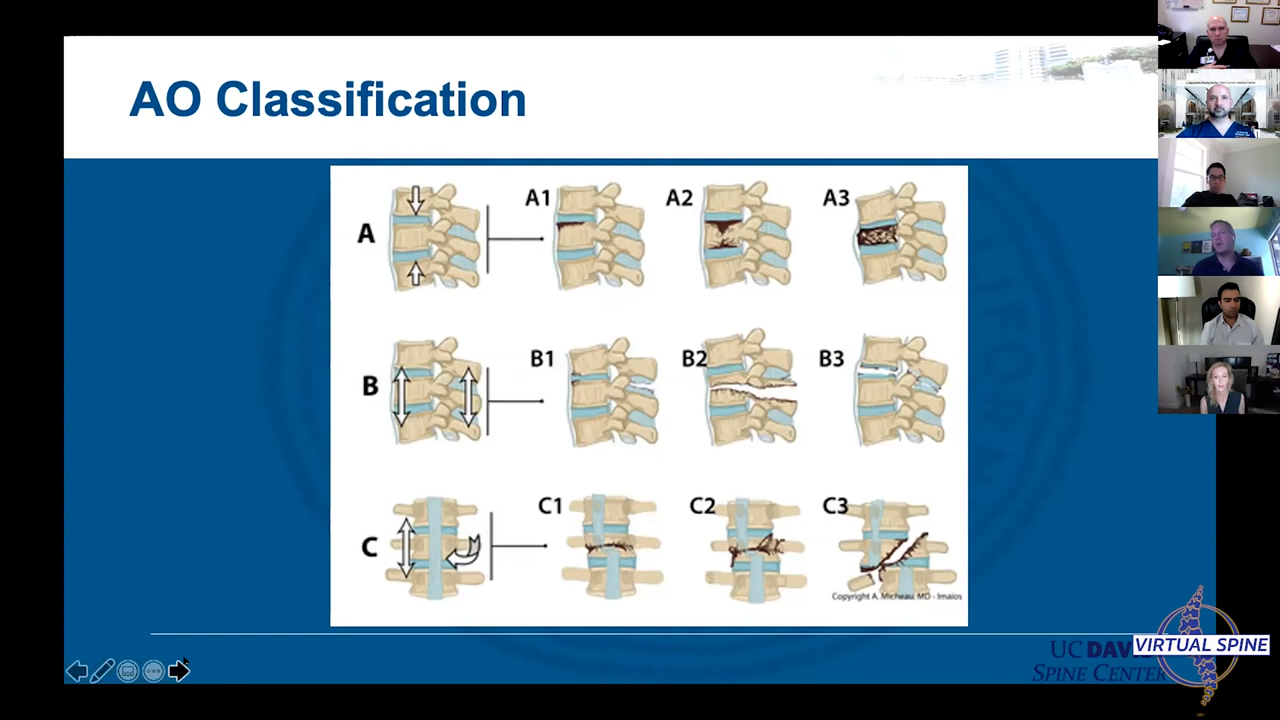 AO Classification
A
A1
A2
A3
B
B1
B2
B3
C
C1
C2
C3
Copyright A. Micheau, MD - Imaios
UC DAV
SPINE CENTER
VIRTUAL SPINE